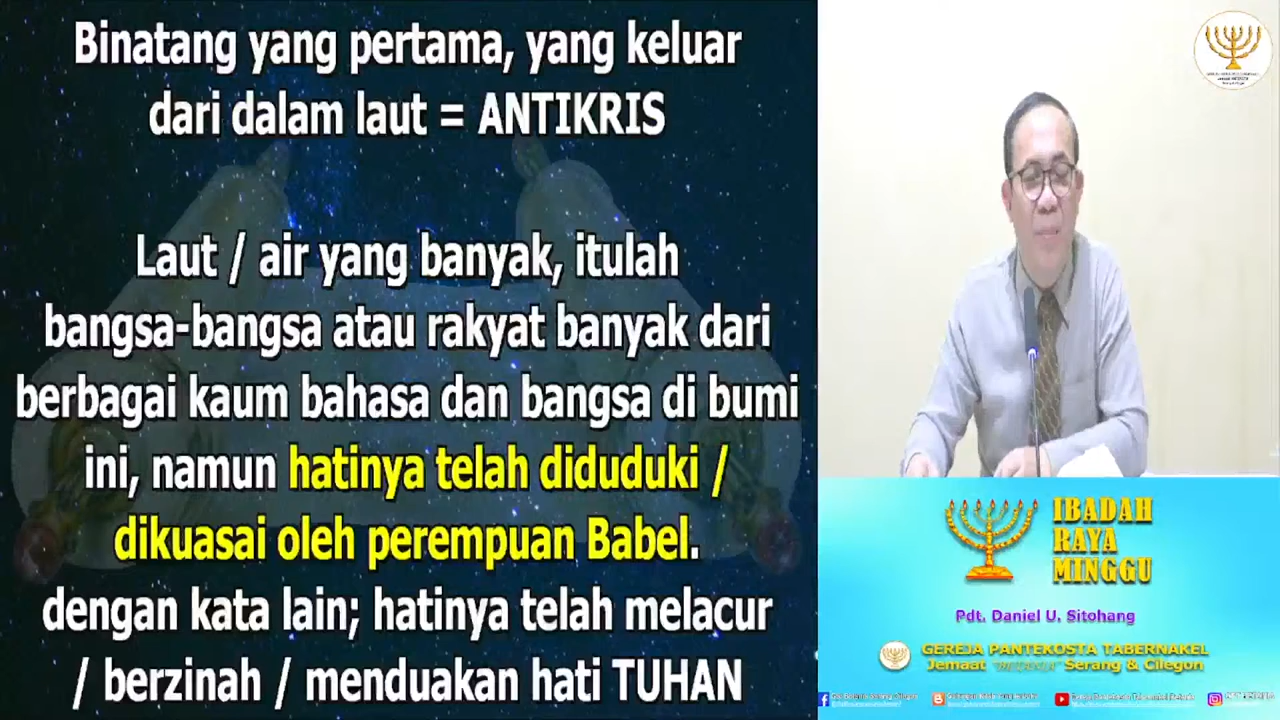 Binatang yang pertama, yang keluar
dari dalam laut = ANTIKRIS
Laut / air yang banyak, itulah
bangsa-bangsa atau rakyat banyak dari
berbagai kaum bahasa dan bangsa di bumi
ini, namun hatinya telah diduduki /
dikuasai oleh perempuan Babel.
dengan kata lain; hatinya telah melacur
/ berzinah / menduakan hati TUHAN
IBADAH
RAYA
MINGGU
Pdt. Daniel U. Sitohang
GEREJA PANTEKOSTA TABERNAKEL
Jemaat "BETANIA" Serang & Cilegon